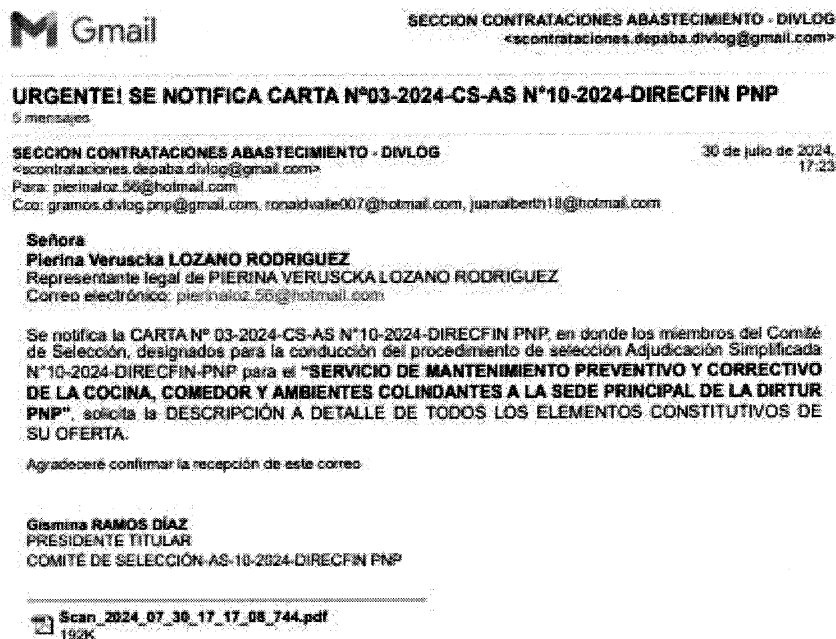 Gmail
SECCION CONTRATACIONES ABASTECIMIENTO - DIVLOG
<scontrataciones.depaba.divlog@gmail.com>
URGENTE! SE NOTIFICA CARTA N°03-2024-CS-AS N°10-2024-DIRECFIN PNP
5 mensajes
SECCION CONTRATACIONES ABASTECIMIENTO - DIVLOG
<scontrataciones.depaba.divlog@gmail.com>
30 de julio de 2024,
17:23
Para: pierinaloz.56@hotmail.com
Cco: gramos.divlog.pnp@gmail.com, ronaldvalle007@hotmail.com, juanalberth18@hotmail.com
Señora
Pierina Veruscka LOZANO RODRIGUEZ
Representante legal de PIERINA VERUSCKA LOZANO RODRIGUEZ
Correo electrónico: pierinaloz.56@hotmail.com
Se notifica la CARTA Nº 03-2024-CS-AS N°10-2024-DIRECFIN PNP, en donde los miembros del Comité
de Selección, designados para la conducción del procedimiento de selección Adjudicación Simplificada
N°10-2024-DIRECFIN-PNP para el "SERVICIO DE MANTENIMIENTO PREVENTIVO Y CORRECTIVO
DE LA COCINA, COMEDOR Y AMBIENTES COLINDANTES A LA SEDE PRINCIPAL DE LA DIRTUR
PNP", solicita la DESCRIPCIÓN A DETALLE DE TODOS LOS ELEMENTOS CONSTITUTIVOS DE
SU OFERTA.
Agradeceré confirmar la recepción de este correo
Gismina RAMOS DÍAZ
PRESIDENTE TITULAR
COMITÉ DE SELECCIÓN-AS-10-2024-DIRECFIN PNP
Scan_2024_07_30_17_17_08_744.pdf
192K